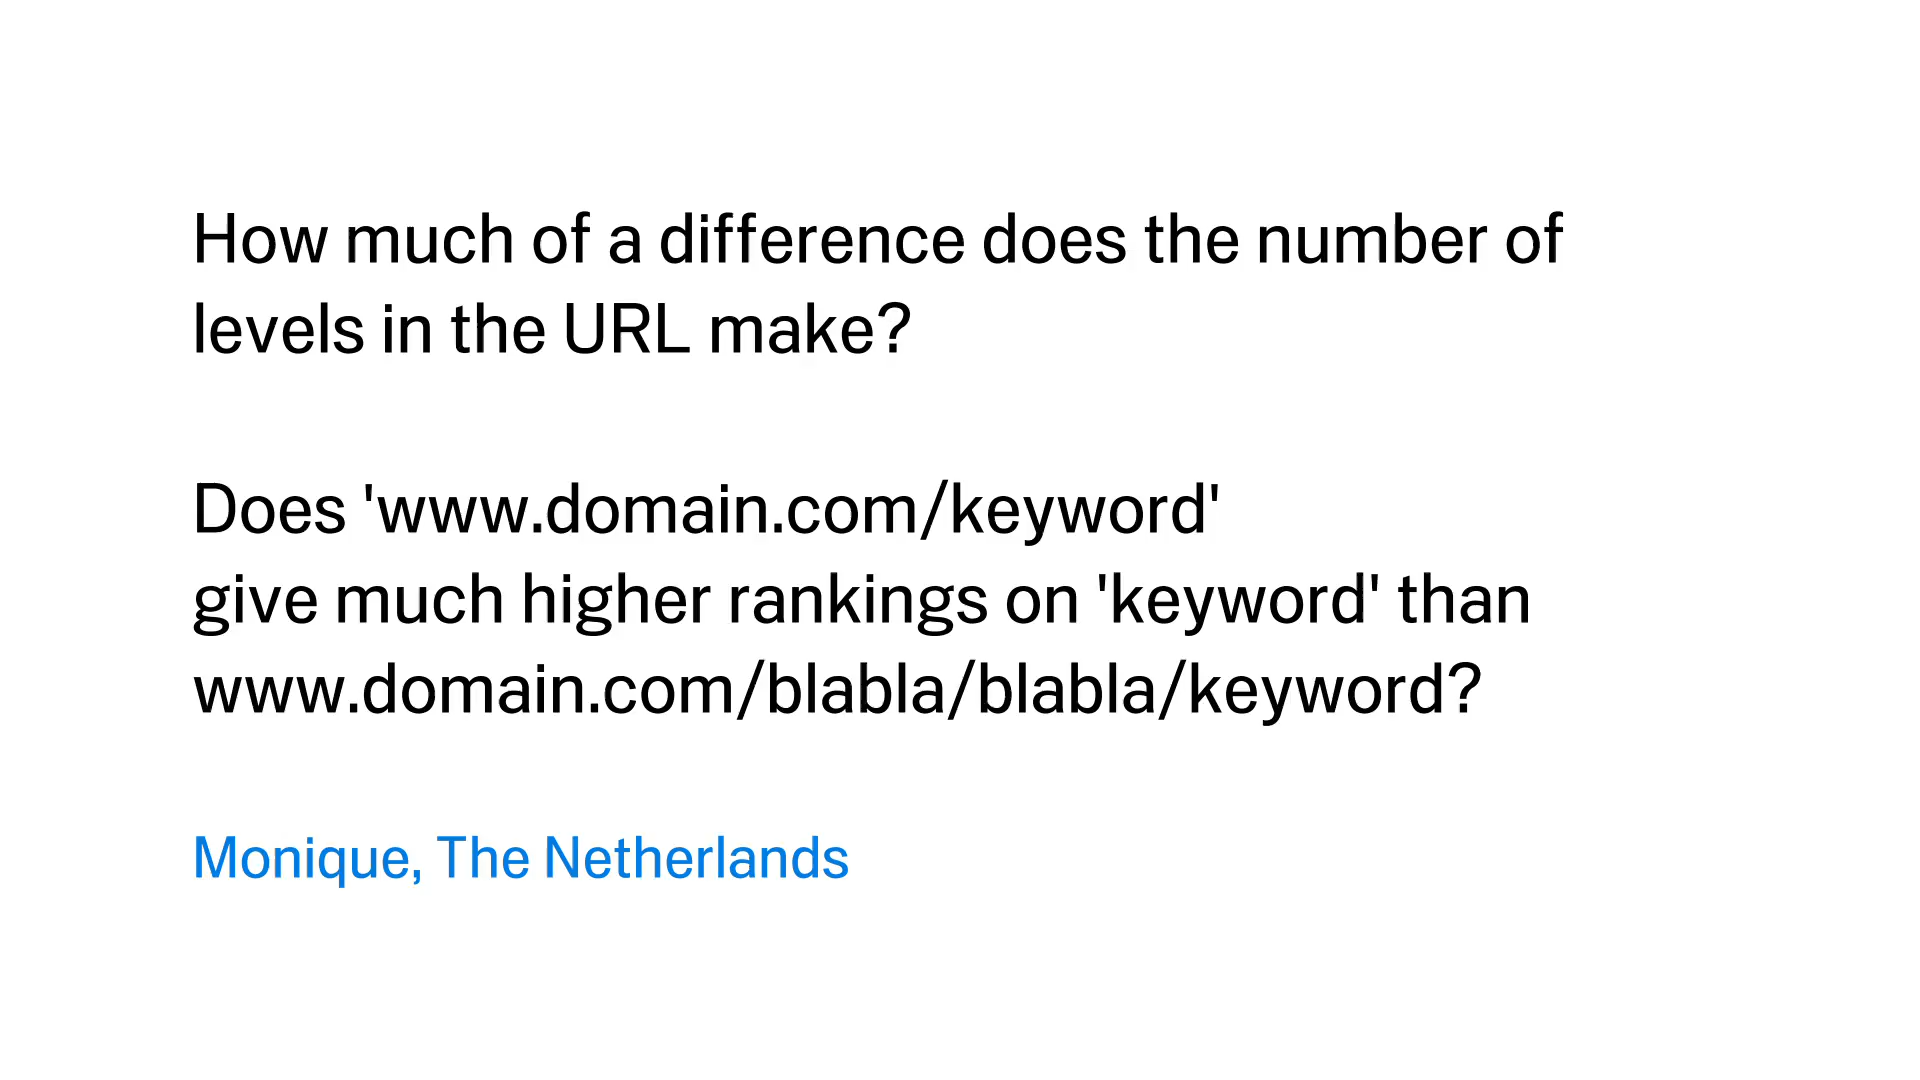 How much of a difference does the number of
levels in the URL make?
Does 'www.domain.com/keyword'
give much higher rankings on 'keyword' than
www.domain.com/blabla/blabla/keyword?
Monique, The Netherlands